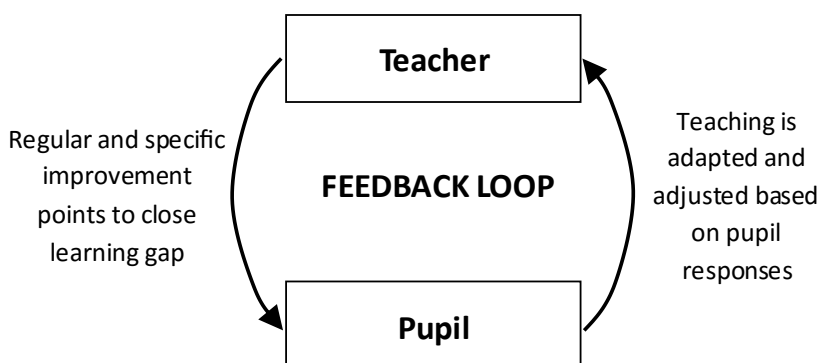 Teacher
Regular and specific
improvement
points to close
learning gap
FEEDBACK LOOP
Teaching is
adapted and
adjusted based
on pupil
responses
Pupil